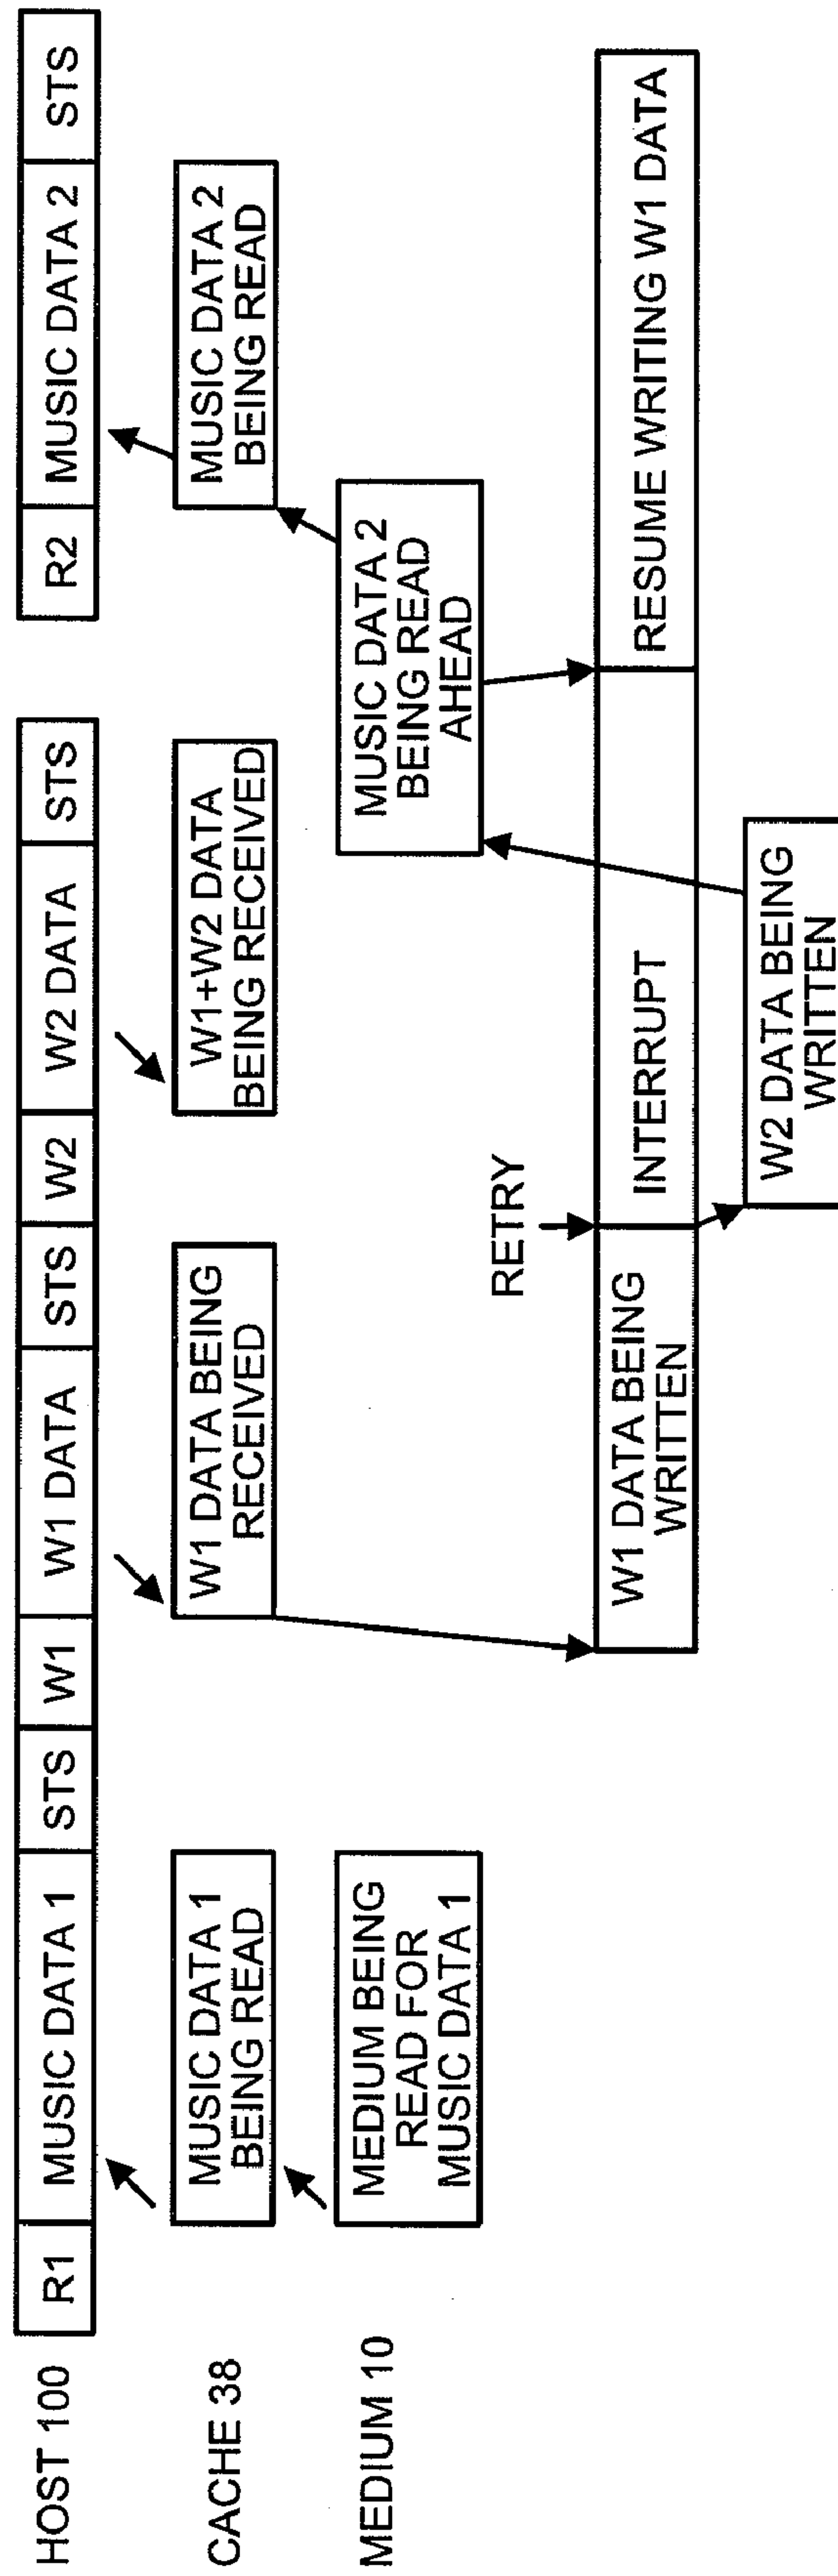 HOST 100
R1
MUSIC DATA 1
STS
W1
W1 DATA
STS
W2
W2 DATA
STS
R2
MUSIC DATA 2
STS
CACHE 38
MUSIC DATA 1
BEING READ
W1 DATA BEING
RECEIVED
W1+W2 DATA
BEING RECEIVED
MUSIC DATA 2
BEING READ
MEDIUM 10
MEDIUM BEING
READ FOR
MUSIC DATA 1
MUSIC DATA 2
BEING READ
AHEAD
RETRY
W1 DATA BEING
WRITTEN
INTERRUPT
RESUME WRITING W1 DATA
W2 DATA BEING
WRITTEN